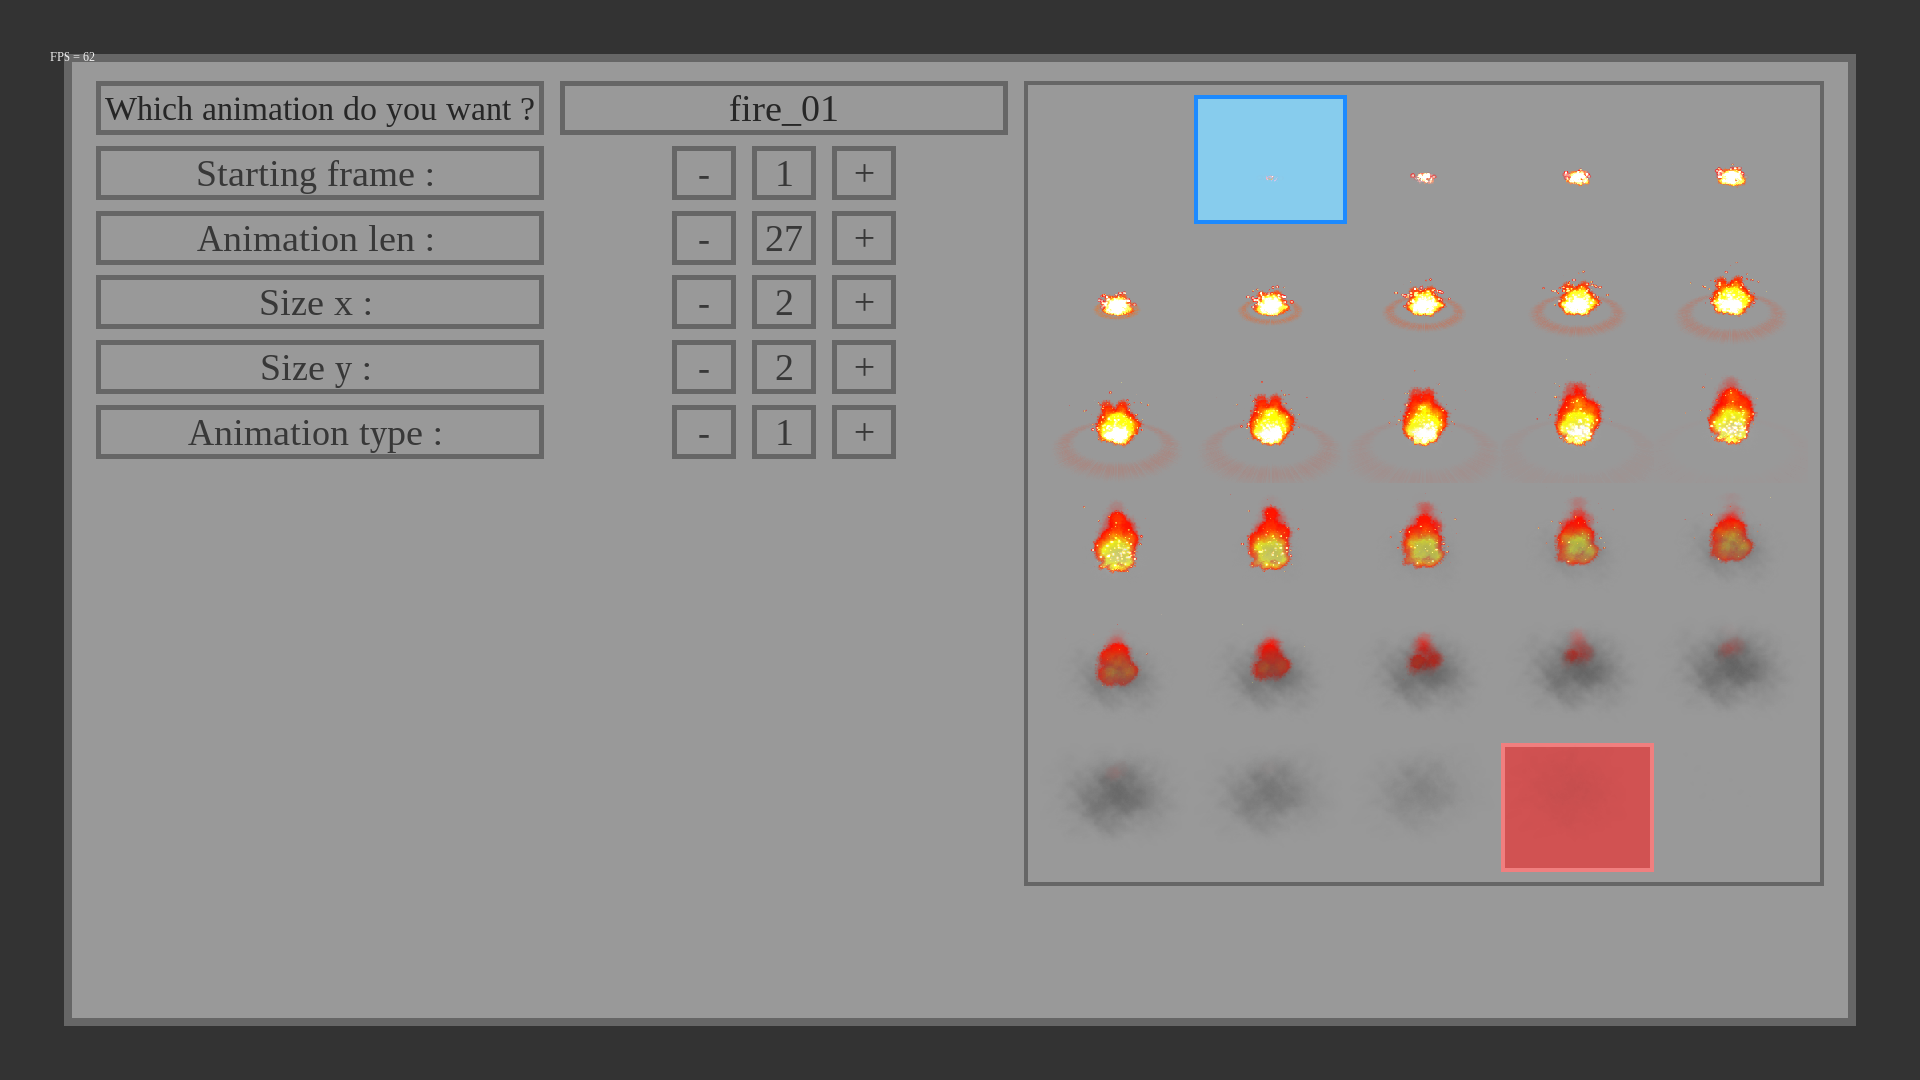 FPS = 62
Which animation do you want ?
fire_01
Starting frame :
- 1 +
Animation len :
- 27 +
Size x :
- 2 +
Size y :
- 2 +
Animation type :
- 1 +